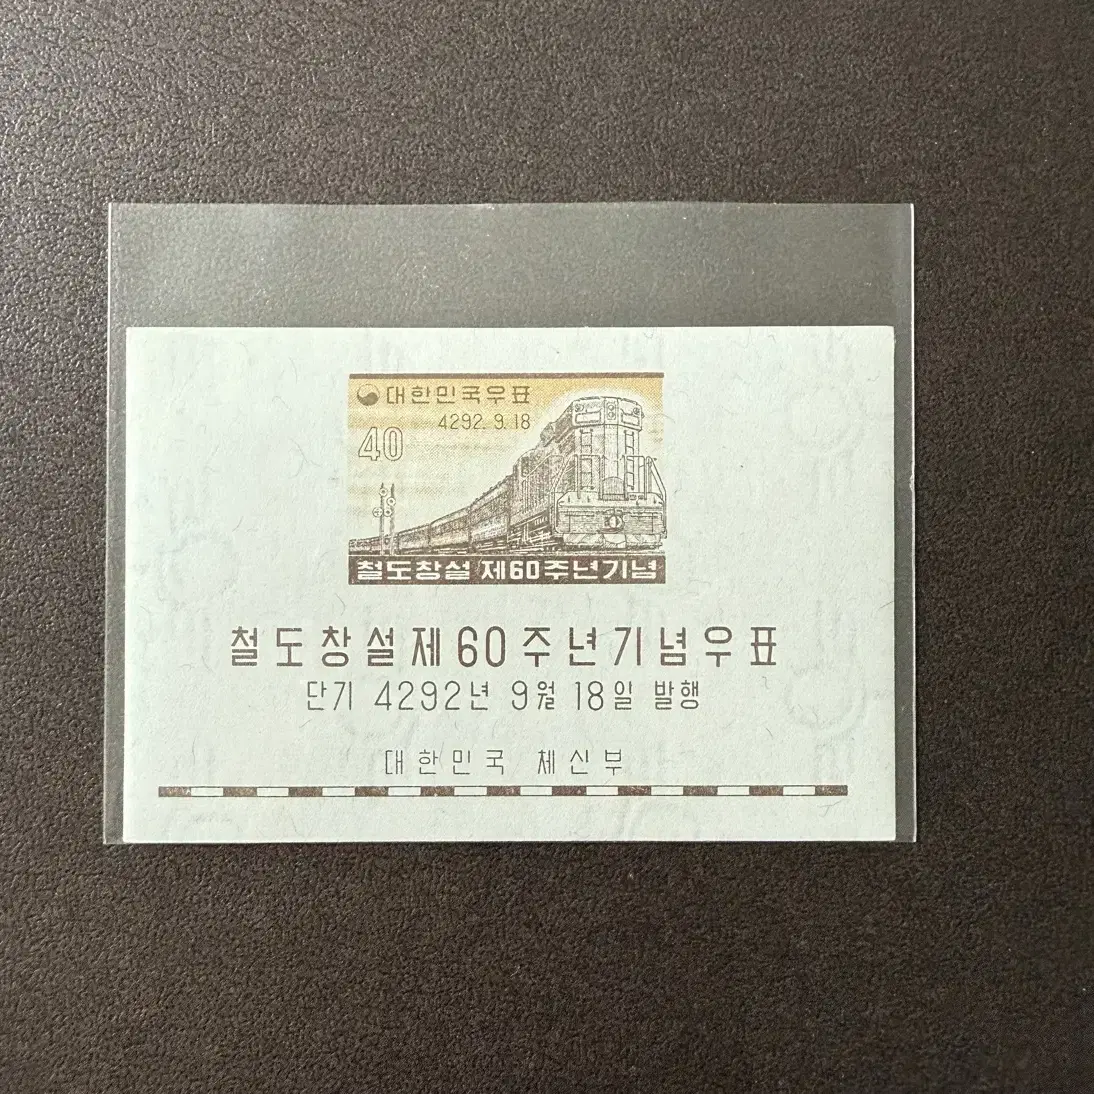 대한민국우표
4292. 9. 18
40
철도창설 제60주년기념
철도창설제60주년기념우표
단기 4292년 9월 18일 발행
대한민국 체신부